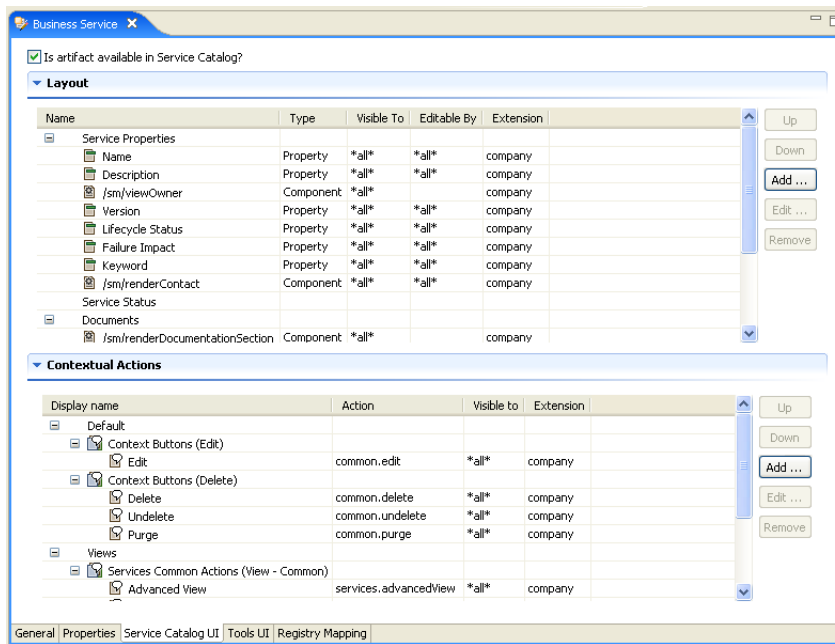 Business Service
Is artifact available in Service Catalog?
Layout
Name Type Visible To Editable By Extension
Service Properties
Name Property *all* *all* company
Description Property *all* *all* company
/sm/viewOwner Component *all* company
Version Property *all* *all* company
Lifecycle Status Property *all* *all* company
Failure Impact Property *all* *all* company
Keyword Property *all* *all* company
/sm/renderContact Component *all* *all* company
Service Status
Documents
/sm/renderDocumentationSection Component *all* company
Up
Down
Add ...
Edit ...
Remove
Contextual Actions
Display name Action Visible to Extension
Default
Context Buttons (Edit)
Edit common.edit *all* company
Context Buttons (Delete)
Delete common.delete *all* company
Undelete common.undelete *all* company
Purge common.purge *all* company
Views
Services Common Actions (View - Common)
Advanced View services.advancedView *all* company
Up
Down
Add ...
Edit ...
Remove
General Properties Service Catalog UI Tools UI Registry Mapping